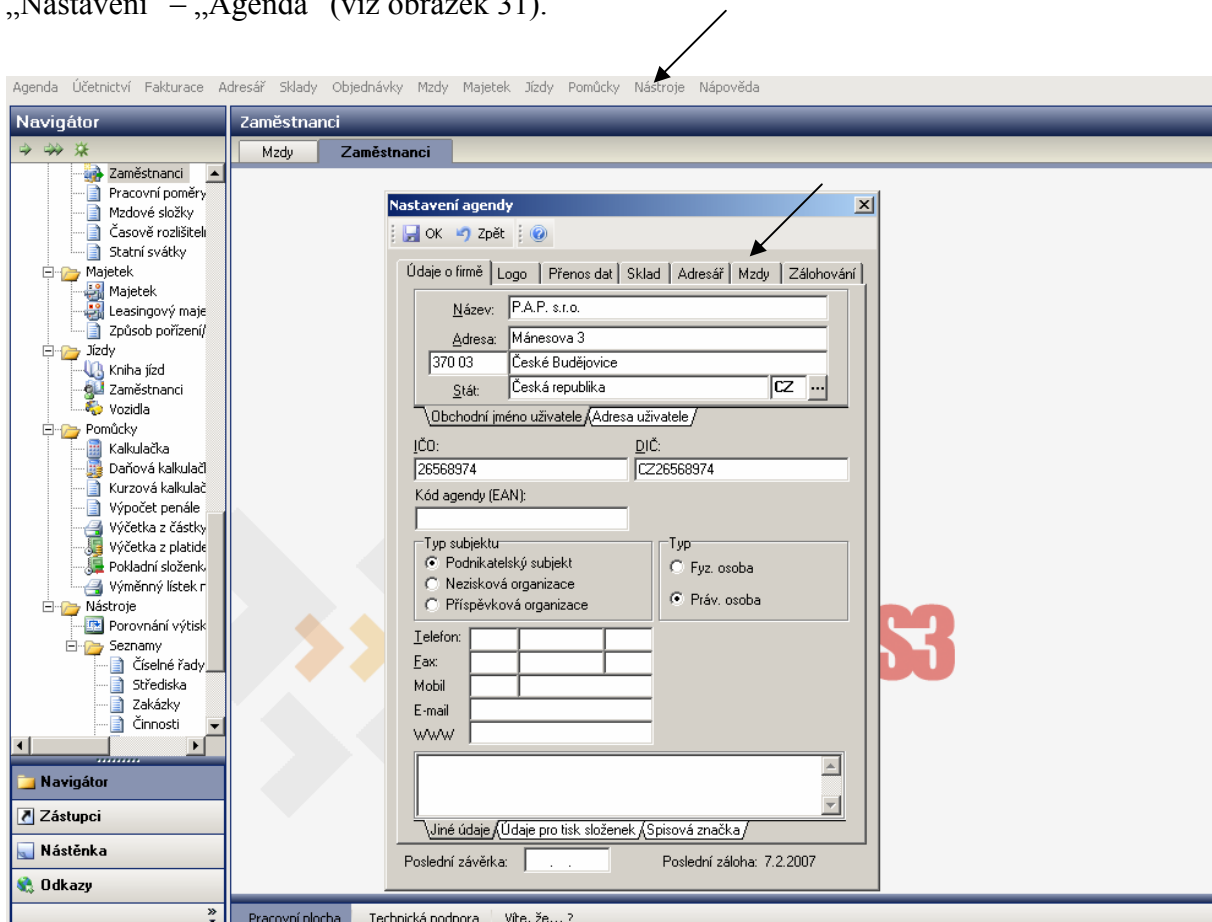 „Nastavení“ – „Agenda“ (viz obrázek 31).
Agenda Účetnictví Fakturace Adresář Sklady Objednávky Mzdy Majetek Jízdy Pomůcky Nástroje Nápověda
Navigátor
Zaměstnanci
Pracovní poměry
Mzdové složky
Časově rozlišiteln
Statní svátky
Majetek
Majetek
Leasingový maje
Způsob pořízení/
Jízdy
Kniha jízd
Zaměstnanci
Vozidla
Pomůcky
Kalkulačka
Daňová kalkulačl
Kurzová kalkulač
Výpočet penále
Výčetka z částky
Výčetka z platide
Pokladní složenk
Výměnný lístek r
Nástroje
Porovnání výtisk
Seznamy
Číselné řady
Střediska
Zakázky
Činnosti
Navigátor
Zástupci
Nástěnka
Odkazy
Zaměstnanci
Mzdy Zaměstnanci
Nastavení agendy
OK Zpět
Údaje o firmě Logo Přenos dat Sklad Adresář Mzdy Zálohování
Název: P.A.P. s.r.o.
Adresa: Mánesova 3
370 03 České Budějovice
Stát: Česká republika CZ ...
Obchodní jméno uživatele Adresa uživatele
IČO: DIČ:
26568974 CZ26568974
Kód agendy (EAN):
Typ subjektu Typ
Podnikatelský subjekt Fyz. osoba
Nezisková organizace
Příspěvková organizace Práv. osoba
Telefon:
Fax:
Mobil
E-mail
WWW
Jiné údaje Údaje pro tisk složenek Spisová značka
Poslední závěrka: . . Poslední záloha: 7.2.2007
S3
Pracovní plocha Technická podpora Víte, že... ?